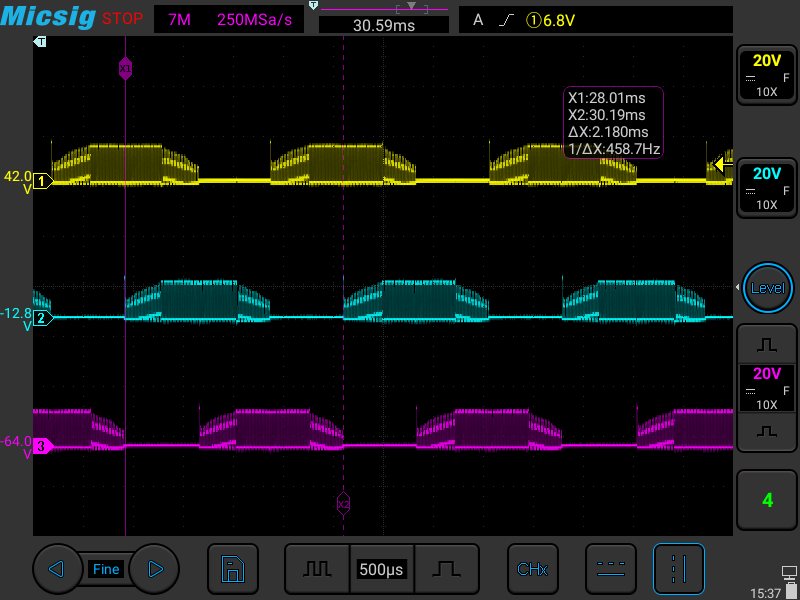 Micsig STOP 7M 250MSa/s T 30.59ms A ①6.8V
T
X1
X1:28.01ms
X2:30.19ms
ΔX:2.180ms
1/ΔX:458.7Hz
20V
F
10X
42.0
V
1
20V
F
10X
-12.8
V
2
Level
20V
F
10X
-64.0
V
3
X2
4
Fine
500µs
CHx
15:37